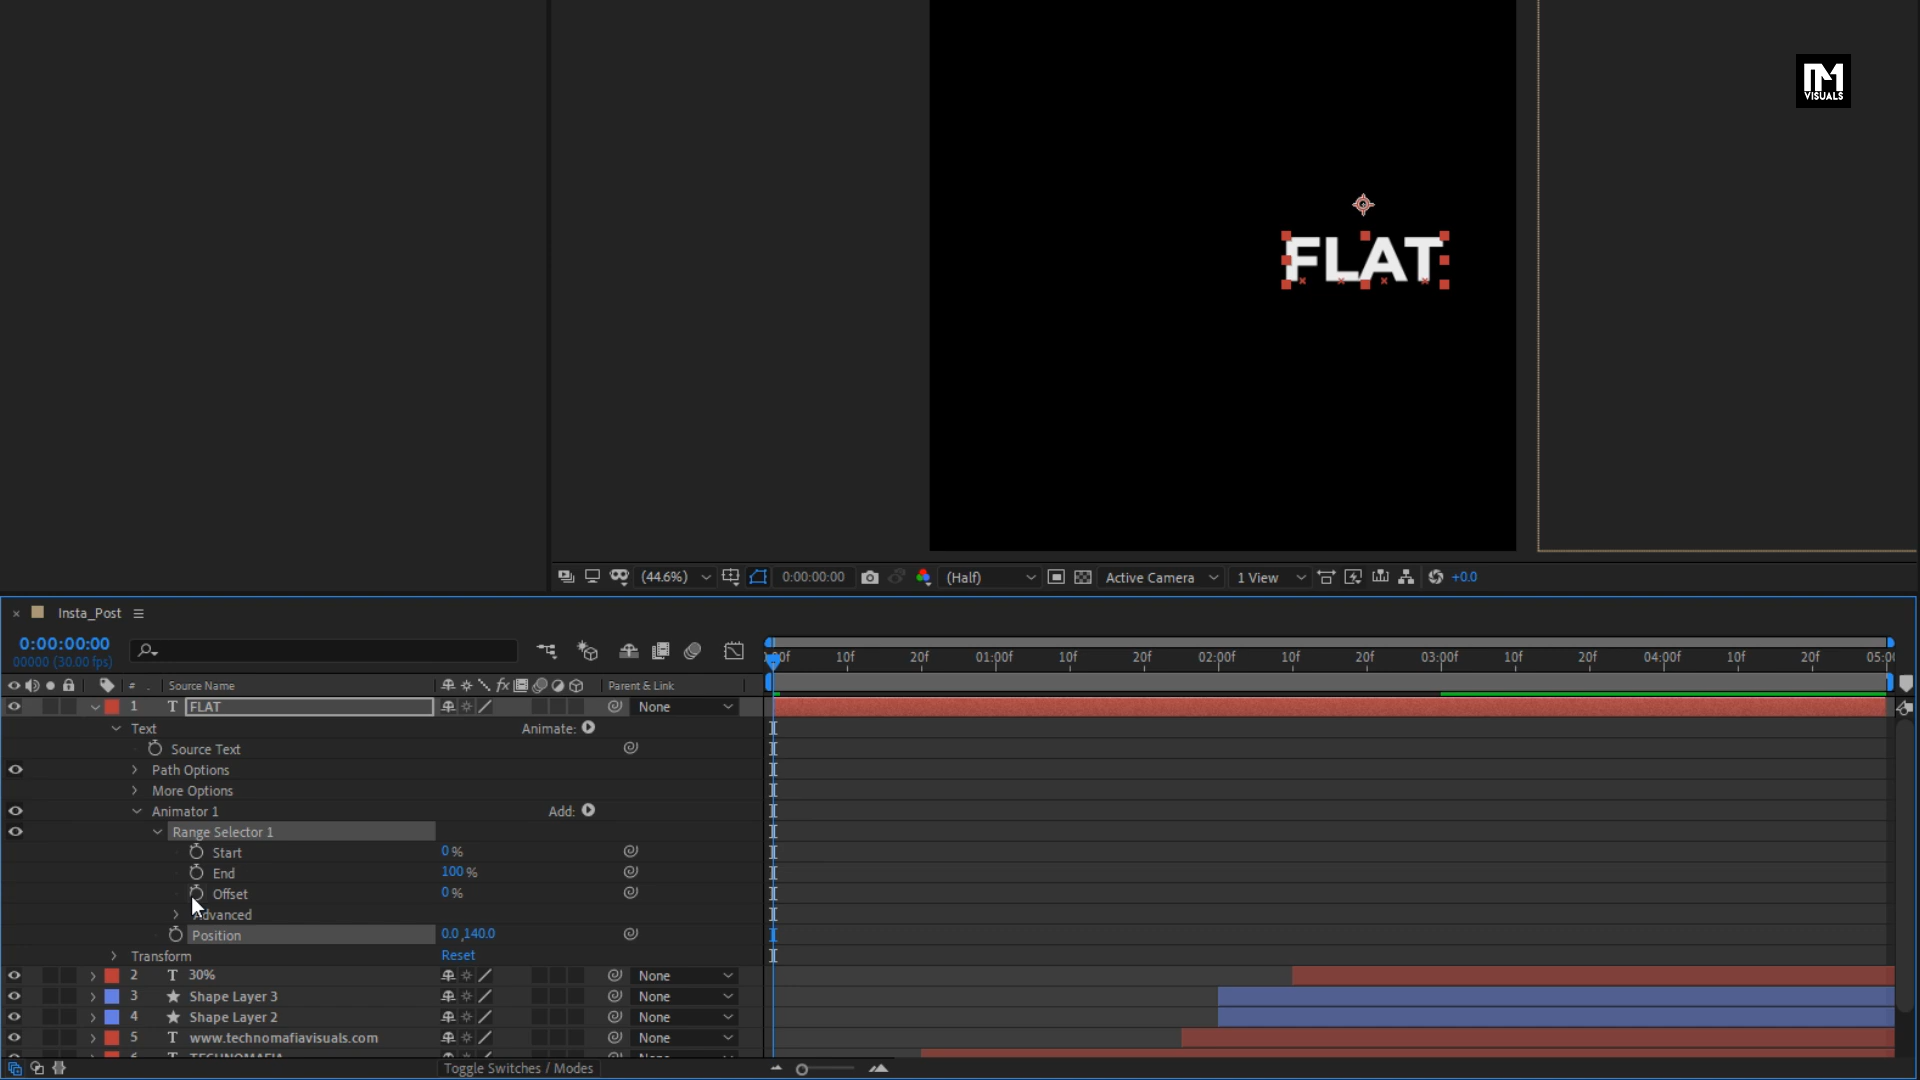 TM
VISUALS
FLAT
(44.6%) 0:00:00:00 (Half) Active Camera 1 View +0.0
× Insta_Post
0:00:00:00
00000 (30.00 fps)
10f 20f 01:00f 10f 20f 02:00f 10f 20f 03:00f 10f 20f 04:00f 10f 20f
# . Source Name fx Parent & Link
1 T FLAT None
Text Animate:
Source Text
Path Options
More Options
Animator 1 Add:
Range Selector 1
Start 0 %
End 100 %
Offset 0 %
Advanced
Position 0.0 ,140.0
Transform Reset
2 T 30% None
3 Shape Layer 3 None
4 Shape Layer 2 None
5 T www.technomafiavisuals.com None
6 T TECHNOMAFIA None
Toggle Switches / Modes